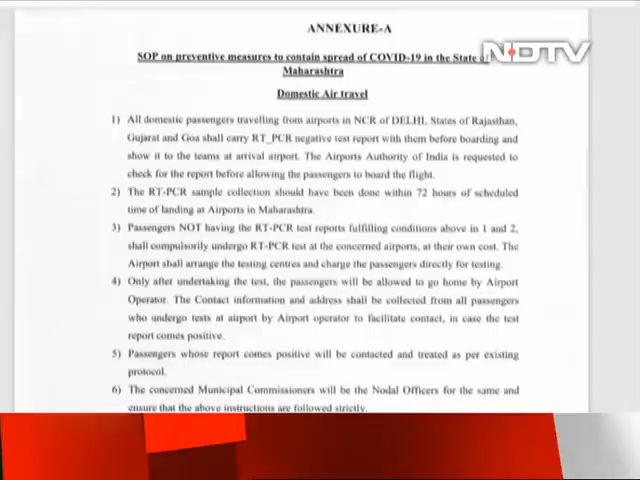 ANNEXURE-A
NDTV
SOP on preventive measures to contain spread of COVID-19 in the State of
Maharashtra
Domestic Air travel
1) All domestic passengers travelling from airports in NCR of DELHI, States of Rajasthan,
Gujarat and Goa shall carry RT_PCR negative test report with them before boarding and
show it to the teams at arrival airport. The Airports Authority of India is requested to
check for the report before allowing the passengers to board the flight.
2) The RT-PCR sample collection should have been done within 72 hours of scheduled
time of landing at Airports in Maharashtra.
3) Passengers NOT having the RT-PCR test reports fulfilling conditions above in 1 and 2,
shall compulsorily undergo RT-PCR test at the concerned airports, at their own cost. The
Airport shall arrange the testing centres and charge the passengers directly for testing.
4) Only after undertaking the test, the passengers will be allowed to go home by Airport
Operator. The Contact information and address shall be collected from all passengers
who undergo tests at airport by Airport operator to facilitate contact, in case the test
report comes positive.
5) Passengers whose report comes positive will be contacted and treated as per existing
protocol.
6) The concerned Municipal Commissioners will be the Nodal Officers for the same and
ensure that the above instructions are followed strictly.